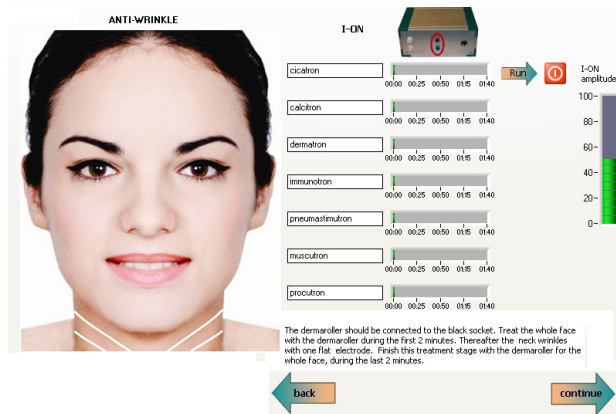 ANTI-WRINKLE
I-ON
cicatron
00:00 00:25 00:50 01:15 01:40
Run
I-ON
amplitude
100-
80-
60-
40-
20-
0-
calcitron
00:00 00:25 00:50 01:15 01:40
dermatron
00:00 00:25 00:50 01:15 01:40
immunotron
00:00 00:25 00:50 01:15 01:40
pneumastimutron
00:00 00:25 00:50 01:15 01:40
muscutron
00:00 00:25 00:50 01:15 01:40
procutron
00:00 00:25 00:50 01:15 01:40
The dermaroller should be connected to the black socket. Treat the whole face
with the dermaroller during the first 2 minutes. Thereafter the neck wrinkles
with one flat electrode. Finish this treatment stage with the dermaroller for the
whole face, during the last 2 minutes.
back
continue